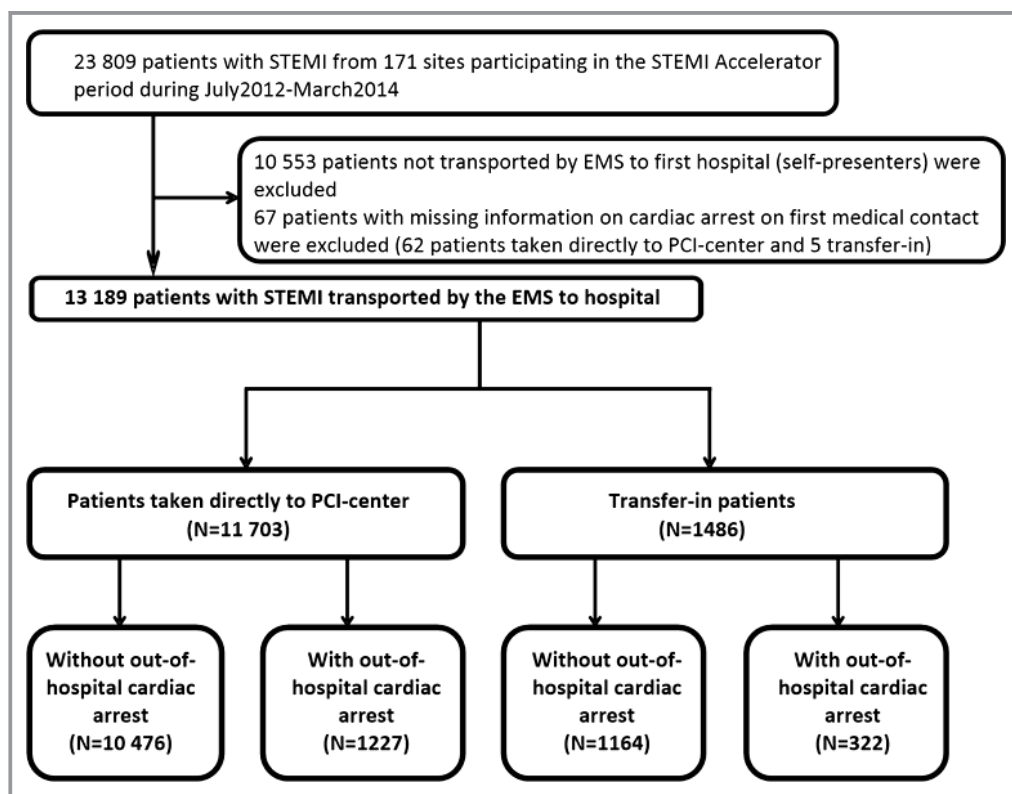 23 809 patients with STEMI from 171 sites participating in the STEMI Accelerator
period during July2012-March2014
10 553 patients not transported by EMS to first hospital (self-presenters) were
excluded
67 patients with missing information on cardiac arrest on first medical contact
were excluded (62 patients taken directly to PCI-center and 5 transfer-in)
13 189 patients with STEMI transported by the EMS to hospital
Patients taken directly to PCI-center
(N=11 703)
Transfer-in patients
(N=1486)
Without out-of-
hospital cardiac
arrest
(N=10 476)
With out-of-
hospital cardiac
arrest
(N=1227)
Without out-of-
hospital cardiac
arrest
(N=1164)
With out-of-
hospital cardiac
arrest
(N=322)